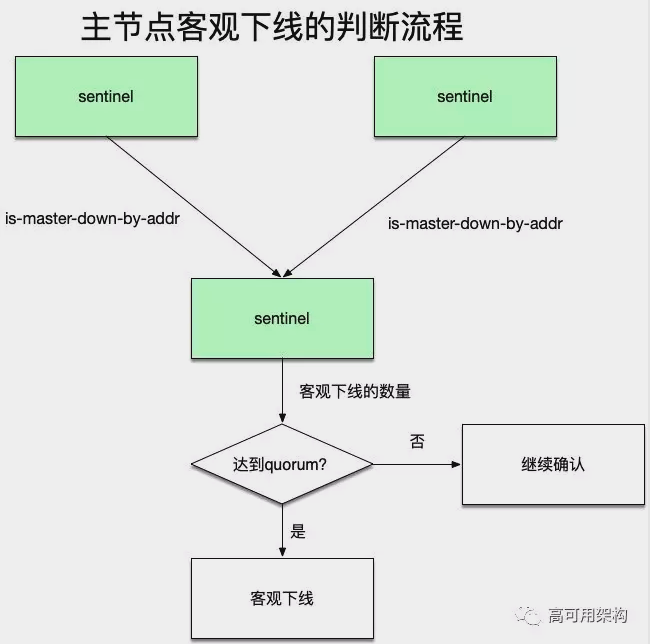 主节点客观下线的判断流程
sentinel
sentinel
is-master-down-by-addr
is-master-down-by-addr
sentinel
客观下线的数量
达到quorum?
否
继续确认
是
客观下线
高可用架构